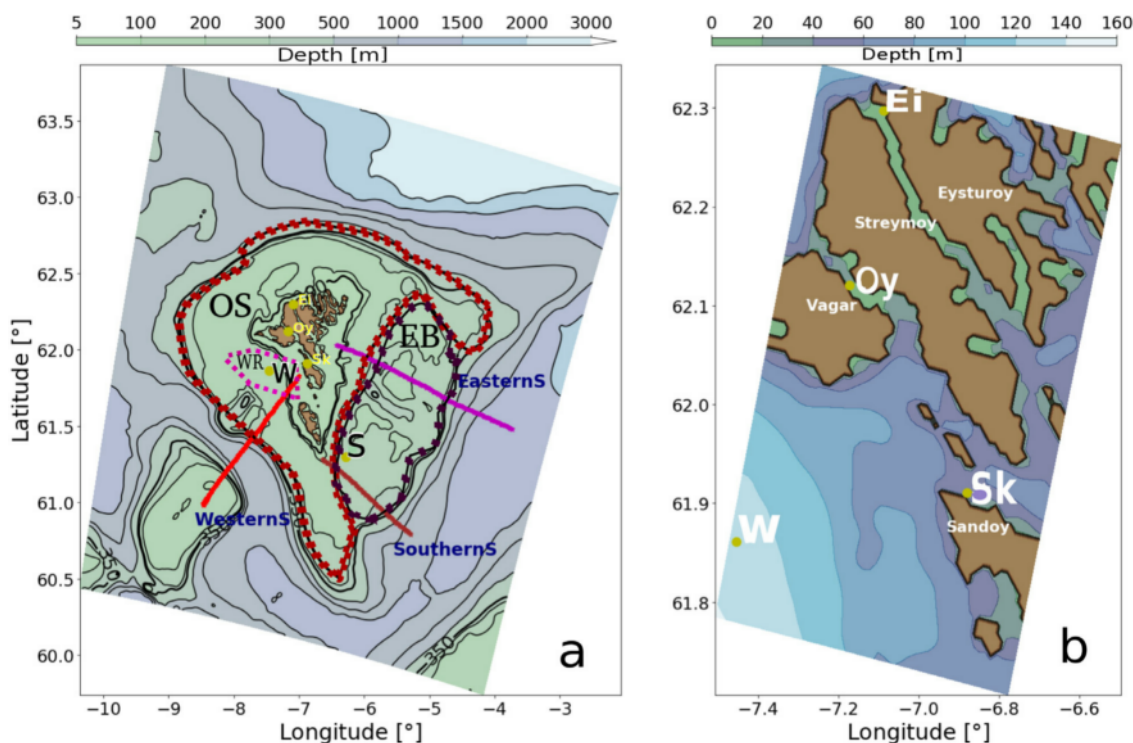 5 100 200 300 400 500 1000 1500 2000 3000
Depth [m]
0 20 40 60 80 100 120 140 160
Depth [m]
63.5
63.0
62.5
62.0
61.5
61.0
60.5
60.0
Latitude [°]
OS
EB
Ei
Oy
Sk
WR
W
S
EasternS
WesternS
SouthernS
-350
a
−10 −9 −8 −7 −6 −5 −4 −3
Longitude [°]
62.3
62.2
62.1
62.0
61.9
61.8
Ei
Eysturoy
Streymoy
Oy
Vagar
Sk
W
Sandoy
b
−7.4 −7.2 −7.0 −6.8 −6.6
Longitude [°]